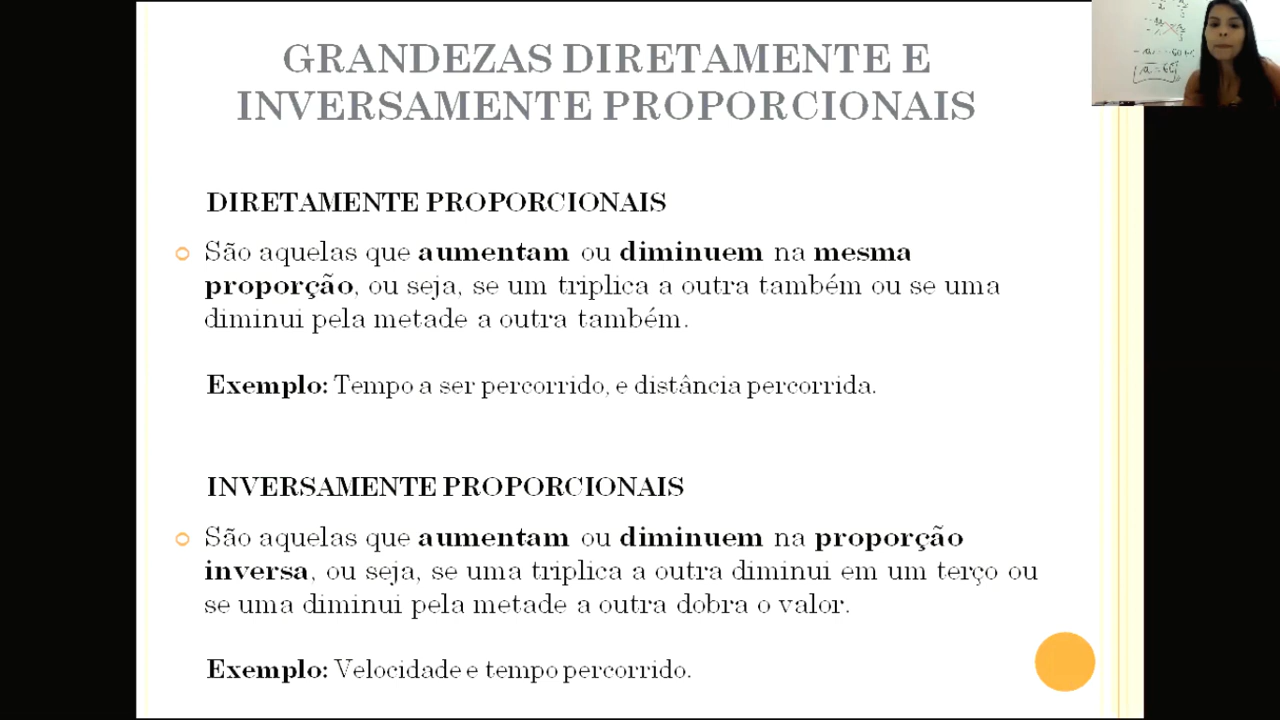 GRANDEZAS DIRETAMENTE E
INVERSAMENTE PROPORCIONAIS
DIRETAMENTE PROPORCIONAIS
São aquelas que aumentam ou diminuem na mesma
proporção, ou seja, se um triplica a outra também ou se uma
diminui pela metade a outra também.
Exemplo: Tempo a ser percorrido, e distância percorrida.
INVERSAMENTE PROPORCIONAIS
São aquelas que aumentam ou diminuem na proporção
inversa, ou seja, se uma triplica a outra diminui em um terço ou
se uma diminui pela metade a outra dobra o valor.
Exemplo: Velocidade e tempo percorrido.